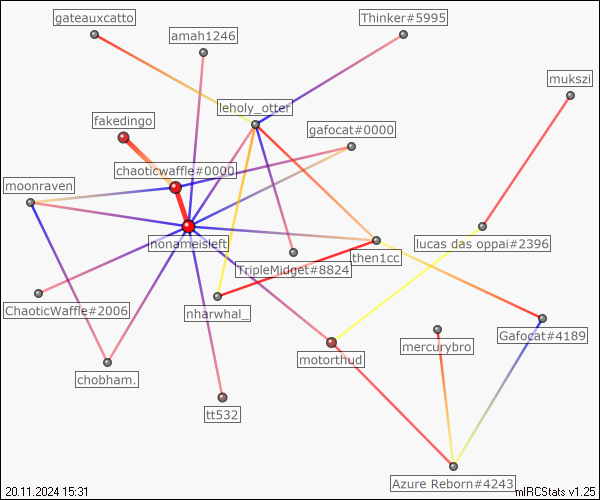 gateauxcatto
Thinker#5995
amah1246
mukszi
leholy_otter
fakedingo
gafocat#0000
chaoticwaffle#0000
moonraven
nonameisleft
lucas das oppai#2396
then1cc
TripleMidget#8824
ChaoticWaffle#2006
nharwhal_
Gafocat#4189
mercurybro
motorthud
chobham.
tt532
Azure Reborn#4243
20.11.2024 15:31
mIRCStats v1.25